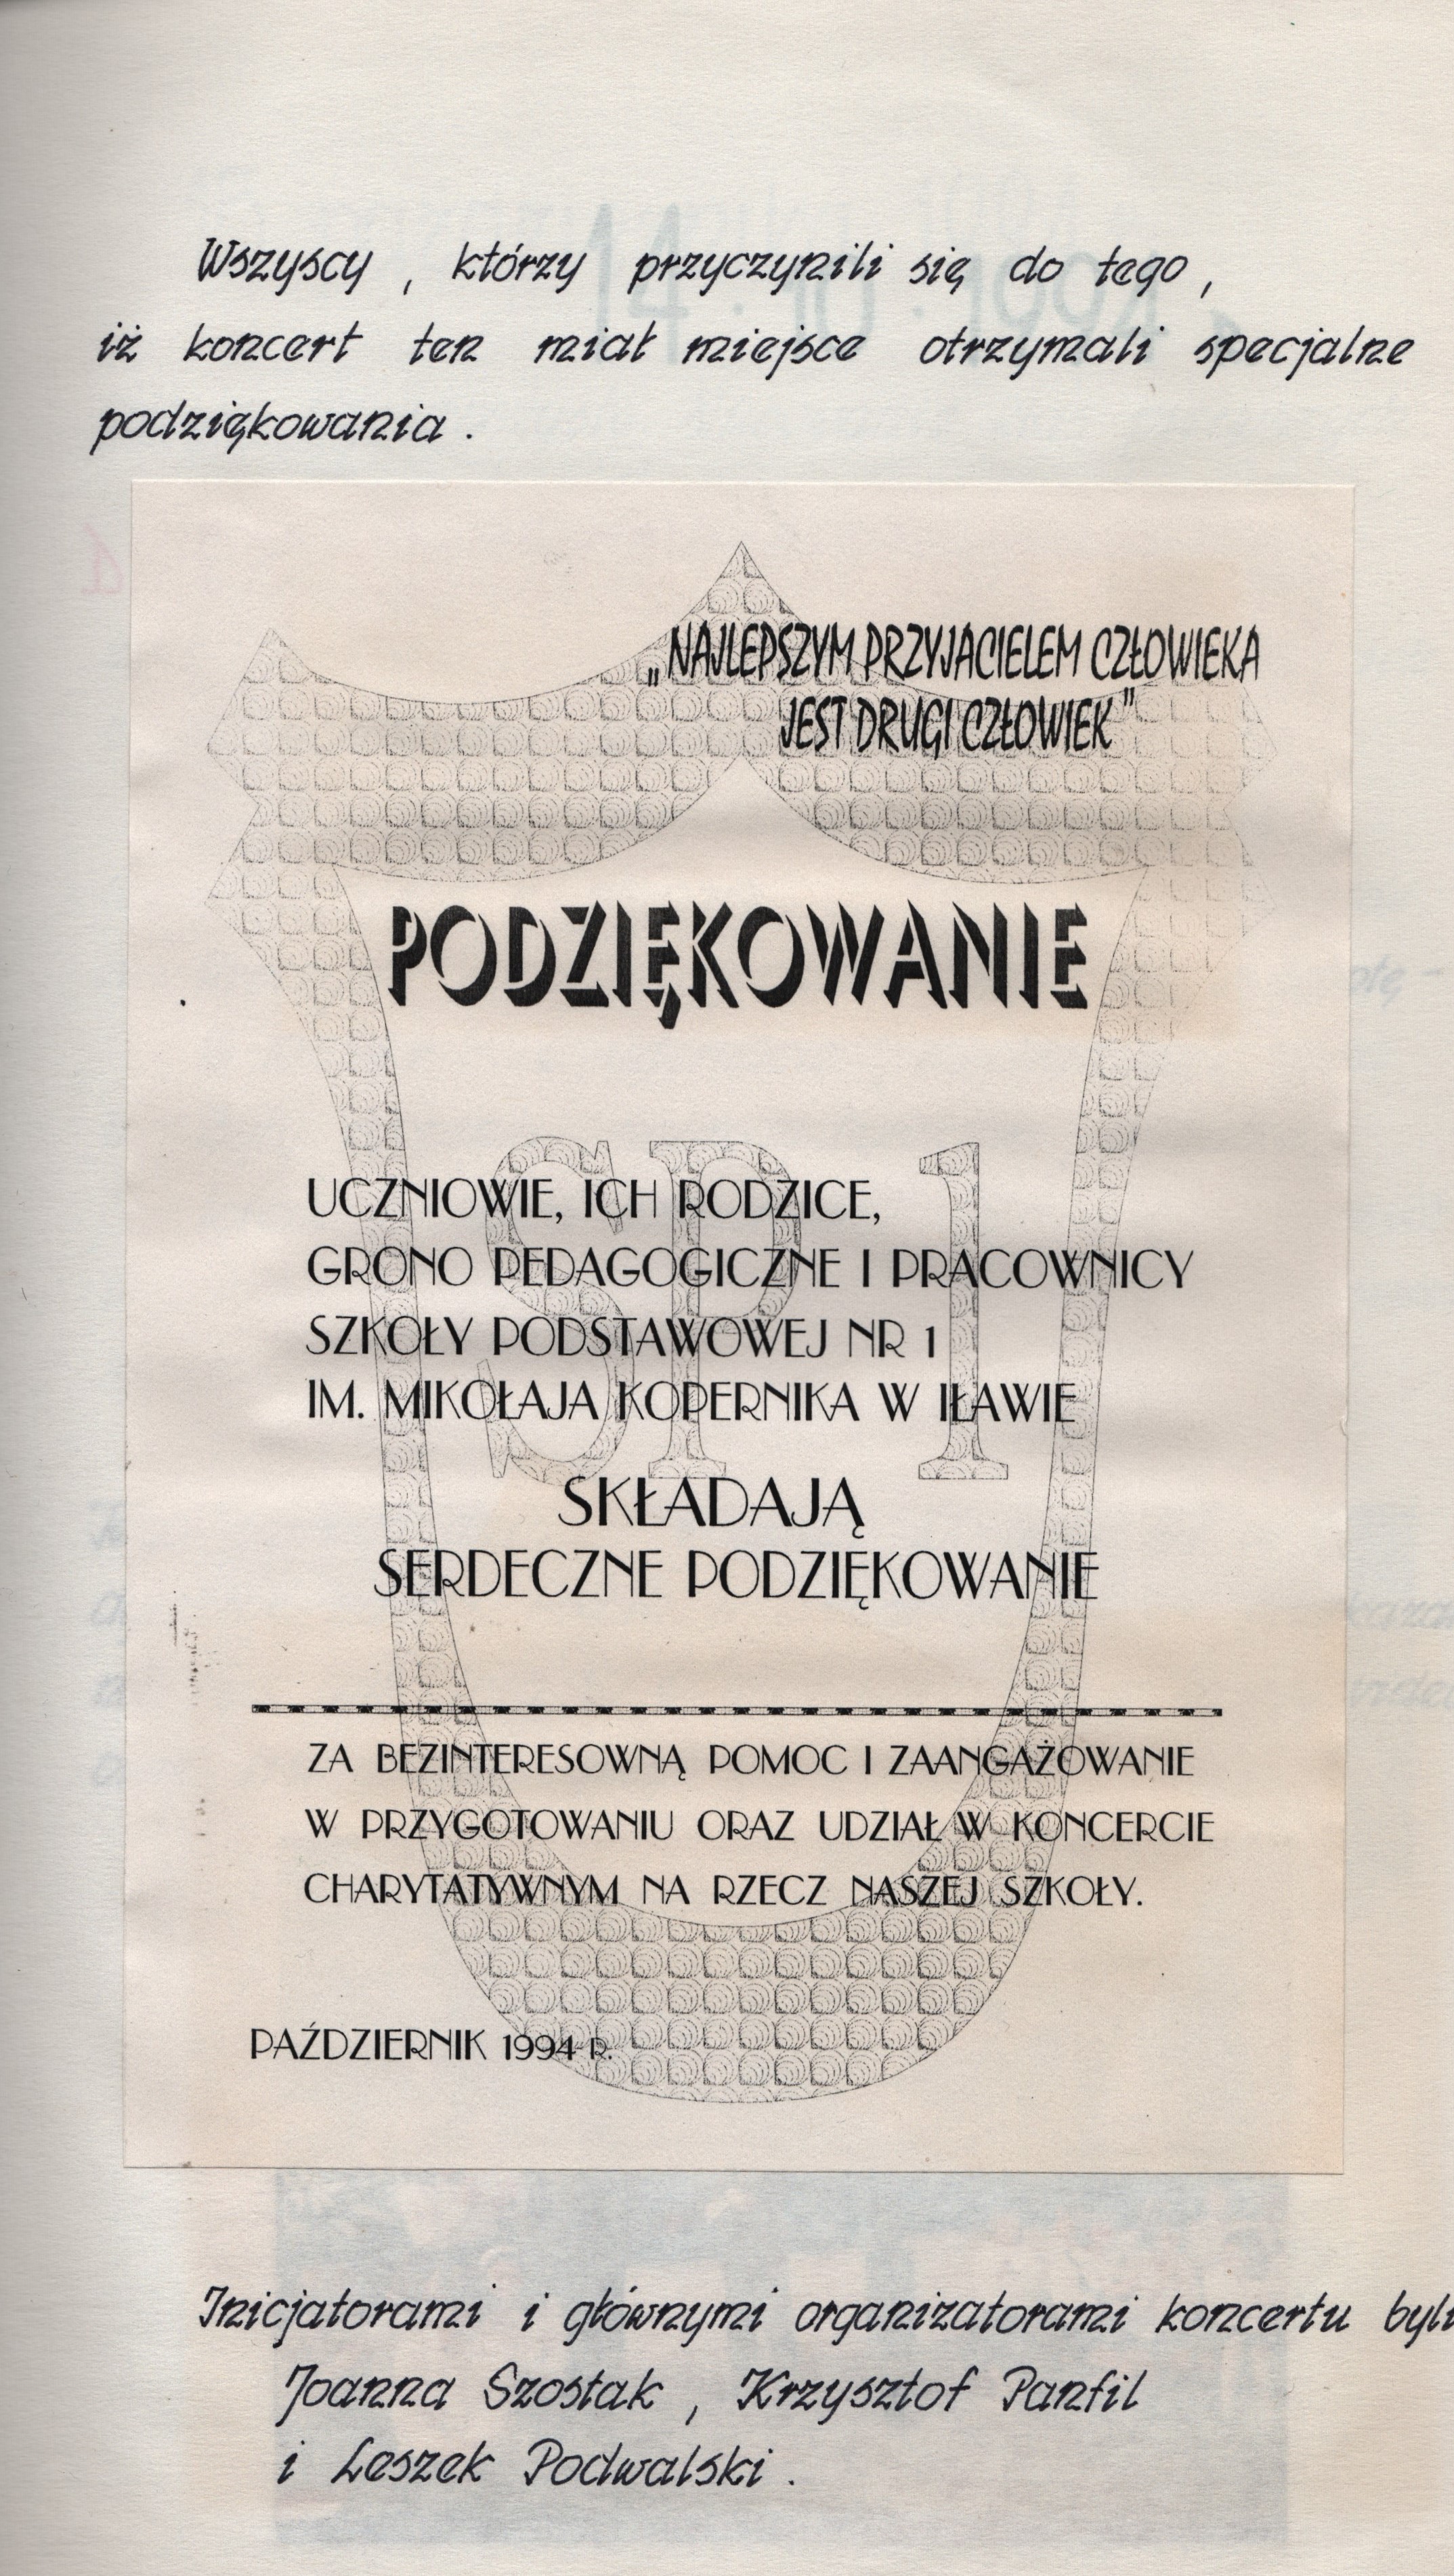 Wszyscy , którzy przyczynili się do tego ,
iż koncert ten miał miejsce otrzymali specjalne
podziękowania .
„NAJLEPSZYM PRZYJACIELEM CZŁOWIEKA
JEST DRUGI CZŁOWIEK”
PODZIĘKOWANIE
SP 1
UCZNIOWIE, ICH RODZICE,
GRONO PEDAGOGICZNE I PRACOWNICY
SZKOŁY PODSTAWOWEJ NR 1
IM. MIKOŁAJA KOPERNIKA W IŁAWIE
SKŁADAJĄ
SERDECZNE PODZIĘKOWANIE
ZA BEZINTERESOWNĄ POMOC I ZAANGAŻOWANIE
W PRZYGOTOWANIU ORAZ UDZIAŁ W KONCERCIE
CHARYTATYWNYM NA RZECZ NASZEJ SZKOŁY.
PAŹDZIERNIK 1994 R.
Inicjatorami i głównymi organizatorami koncertu byli
Joanna Szostak , Krzysztof Panfil
i Leszek Podwalski .